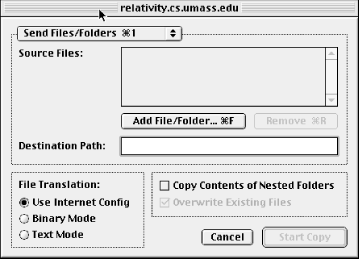 relativity.cs.umass.edu
Send Files/Folders ⌘1
Source Files:
Add File/Folder... ⌘F
Remove ⌘R
Destination Path:
File Translation:
Use Internet Config
Binary Mode
Text Mode
Copy Contents of Nested Folders
Overwrite Existing Files
Cancel
Start Copy